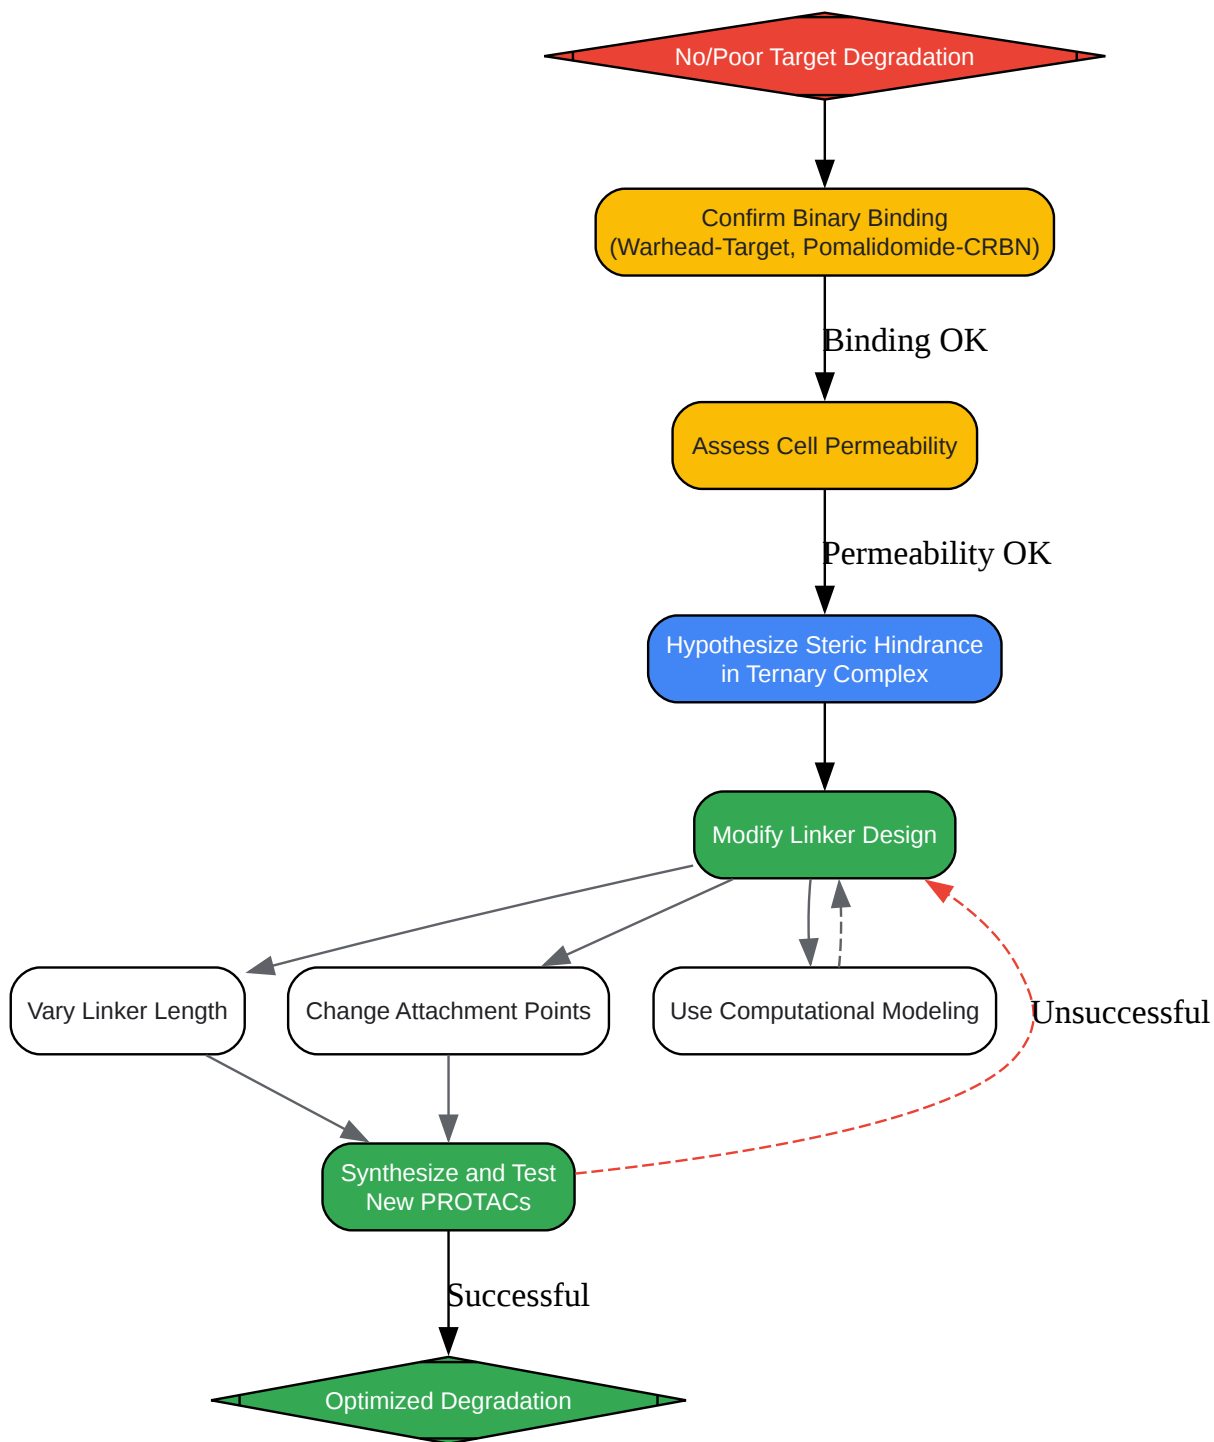 No/Poor Target Degradation
Confirm Binary Binding
(Warhead-Target, Pomalidomide-CRBN)
Binding OK
Assess Cell Permeability
Permeability OK
Hypothesize Steric Hindrance
in Ternary Complex
Modify Linker Design
Vary Linker Length
Change Attachment Points
Use Computational Modeling
Unsuccessful
Synthesize and Test
New PROTACs
Successful
Optimized Degradation